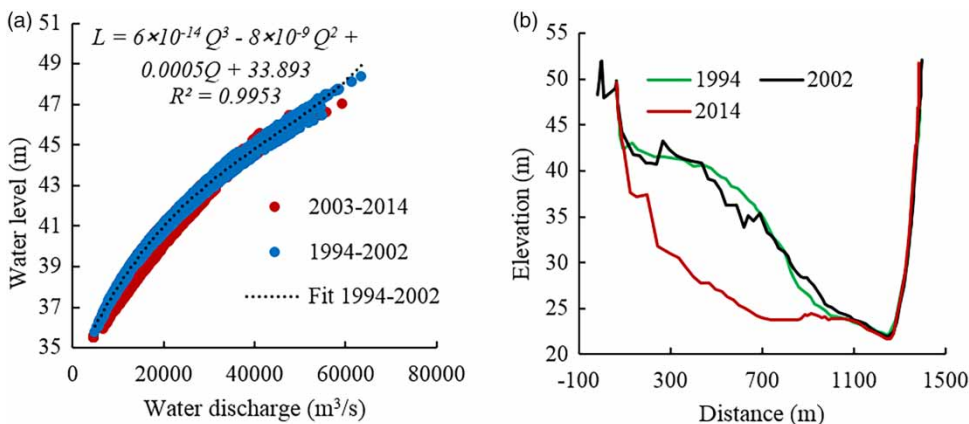 (a)
L = 6×10⁻¹⁴ Q³ - 8×10⁻⁹ Q² +
0.0005Q + 33.893
R² = 0.9953
Water level (m)
51
49
47
45
43
41
39
37
35
2003-2014
1994-2002
Fit 1994-2002
0 20000 40000 60000 80000
Water discharge (m³/s)
(b)
1994 2002
2014
Elevation (m)
55
50
45
40
35
30
25
20
-100 300 700 1100 1500
Distance (m)